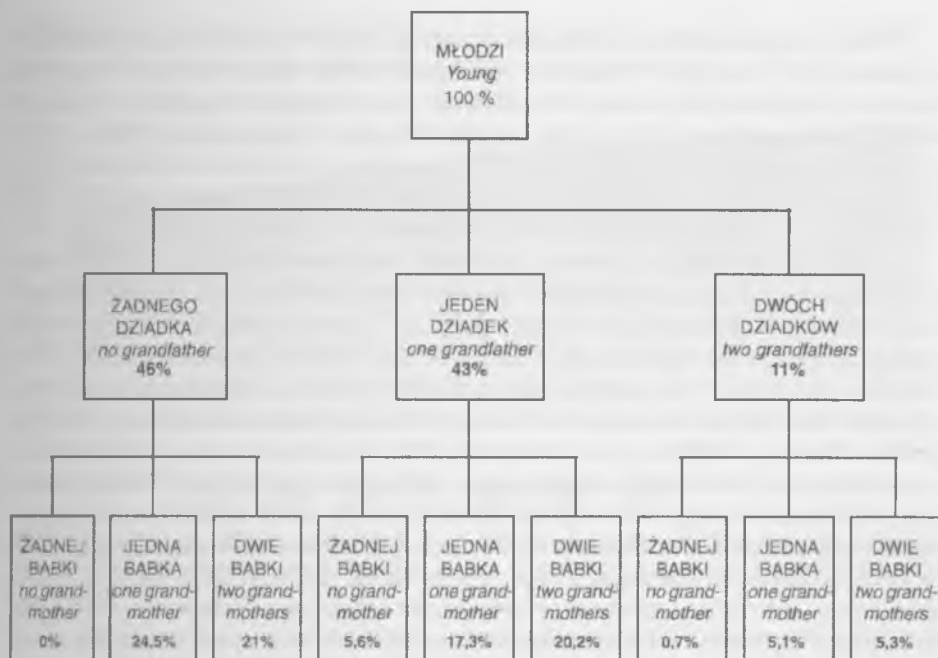 MŁODZI
Young
100 %
ŻADNEGO
DZIADKA
no grandfather
46%
JEDEN
DZIADEK
one grandfather
43%
DWÓCH
DZIADKÓW
two grandfathers
11%
ŻADNEJ
BABKI
no grand-
mother
0%
JEDNA
BABKA
one grand-
mother
24,5%
DWIE
BABKI
two grand-
mothers
21%
ŻADNEJ
BABKI
no grand-
mother
5,6%
JEDNA
BABKA
one grand-
mother
17,3%
DWIE
BABKI
two grand-
mothers
20,2%
ŻADNEJ
BABKI
no grand-
mother
0,7%
JEDNA
BABKA
one grand-
mother
5,1%
DWIE
BABKI
two grand-
mothers
5,3%